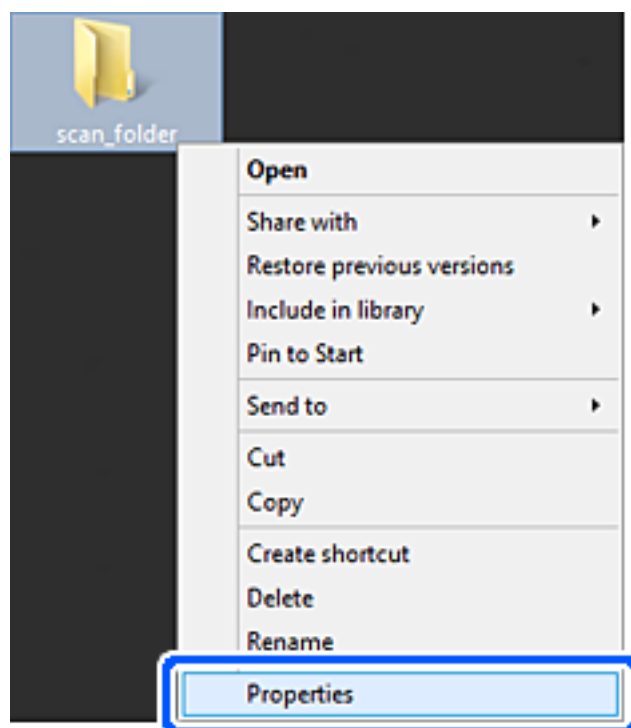 scan_folder
Open
Share with
Restore previous versions
Include in library
Pin to Start
Send to
Cut
Copy
Create shortcut
Delete
Rename
Properties